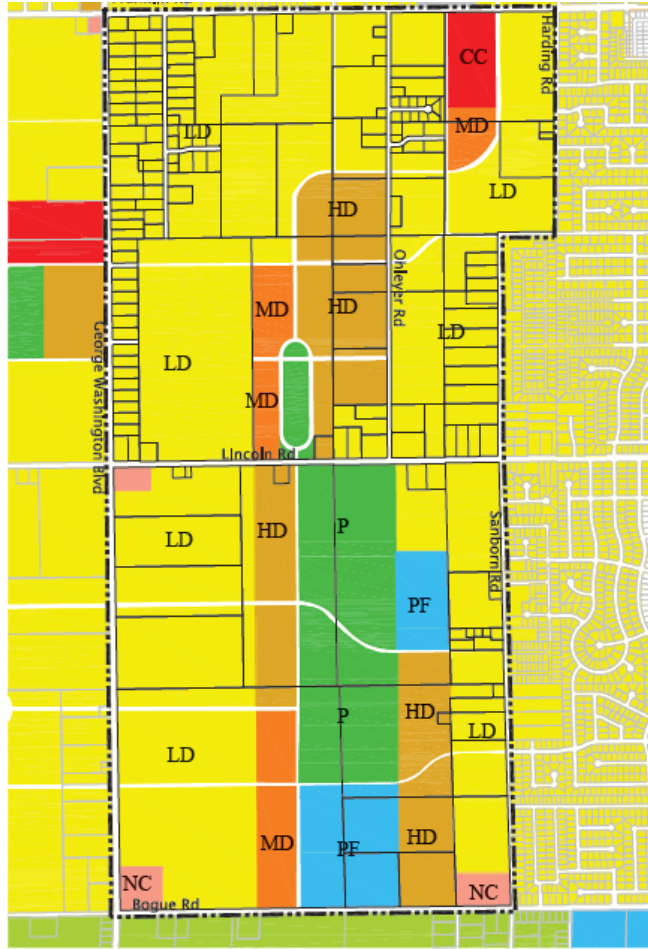 Harding Rd
CC
MD
LD
LD
HD
Ohleyer Rd
MD
HD
LD
George Washington Blvd
LD
MD
Lincoln Rd
HD
P
LD
Sanborn Rd
PF
P
HD
LD
LD
MD
PF
HD
NC
NC
Bogue Rd